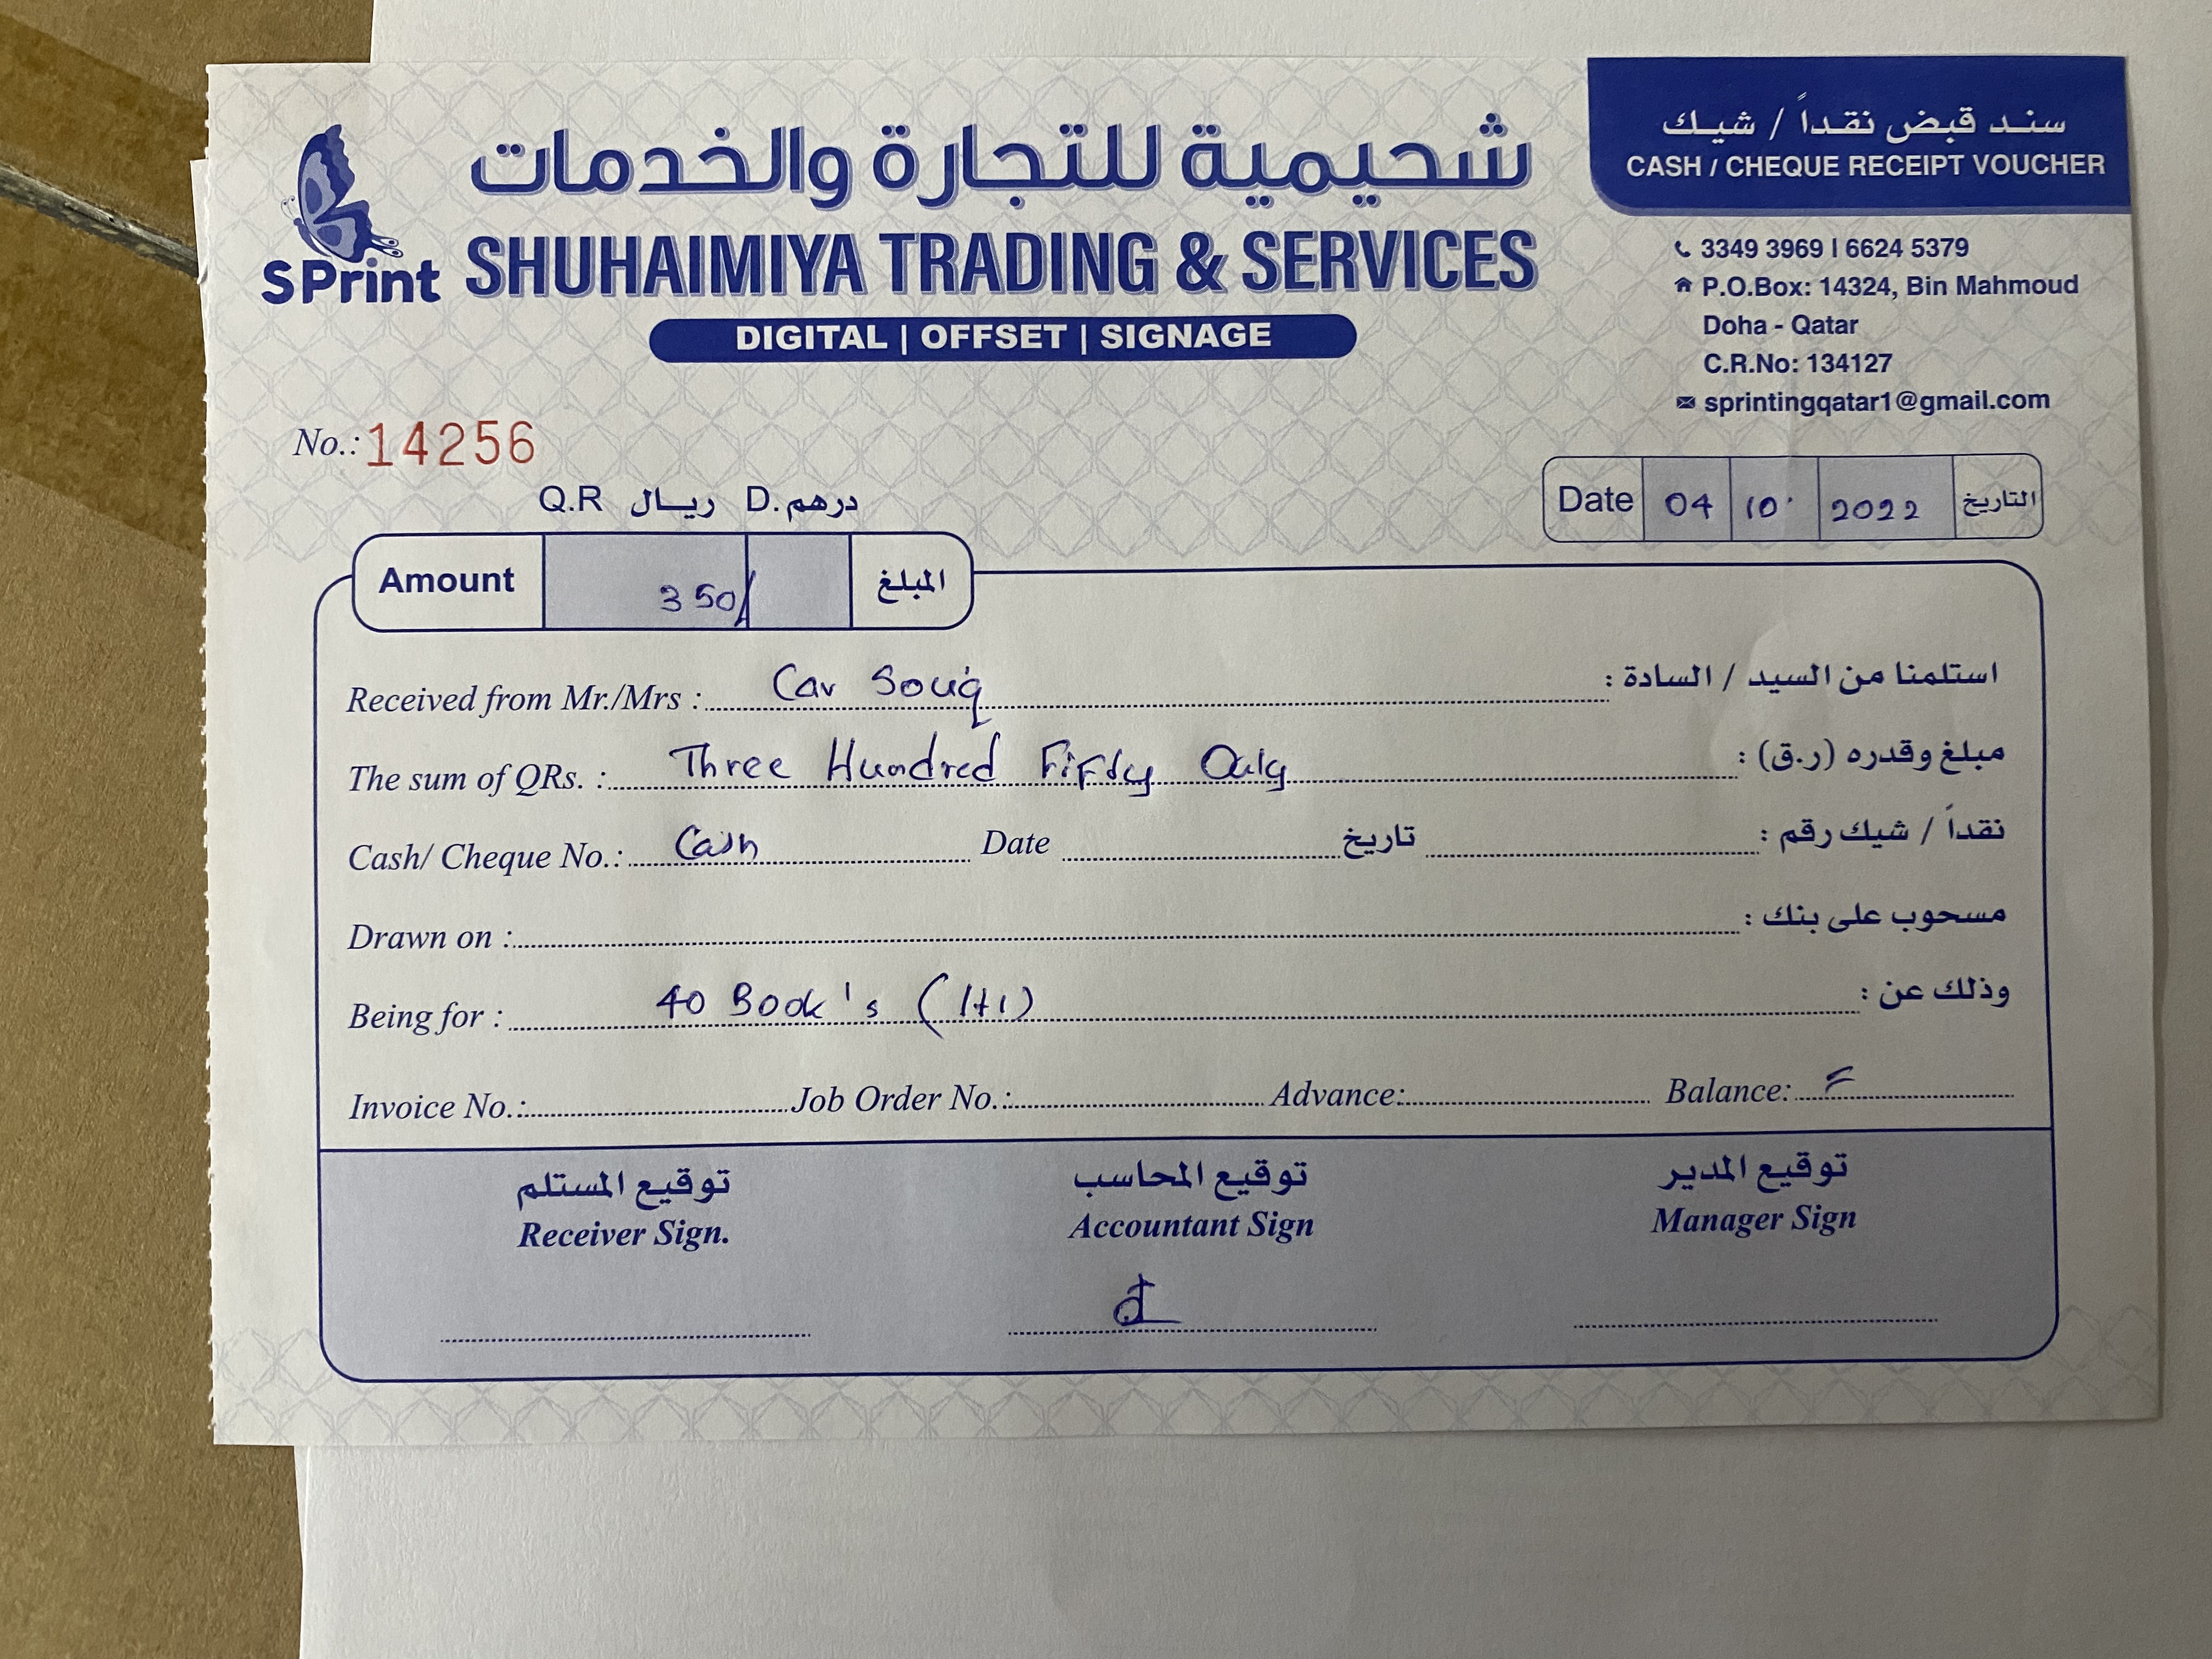 شحيمية للتجارة والخدمات
SPrint
SHUHAIMIYA TRADING & SERVICES
DIGITAL | OFFSET | SIGNAGE
سند قبض نقداً / شيك
CASH / CHEQUE RECEIPT VOUCHER
3349 3969 | 6624 5379
P.O.Box: 14324, Bin Mahmoud
Doha - Qatar
C.R.No: 134127
sprintingqatar1@gmail.com
No.: 14256
Date 04 10 2022 التاريخ
Q.R ريال D. درهم
Amount 350/ المبلغ
Received from Mr./Mrs : Car Souq استلمنا من السيد / السادة :
The sum of QRs. : Three Hundred Fifty Only مبلغ وقدره (ر.ق) :
Cash/ Cheque No.: Cash Date تاريخ نقداً / شيك رقم :
Drawn on : مسحوب على بنك :
Being for : 40 Book's (1+1) وذلك عن :
Invoice No.: Job Order No.: Advance: Balance:
توقيع المستلم توقيع المحاسب توقيع المدير
Receiver Sign. Accountant Sign Manager Sign